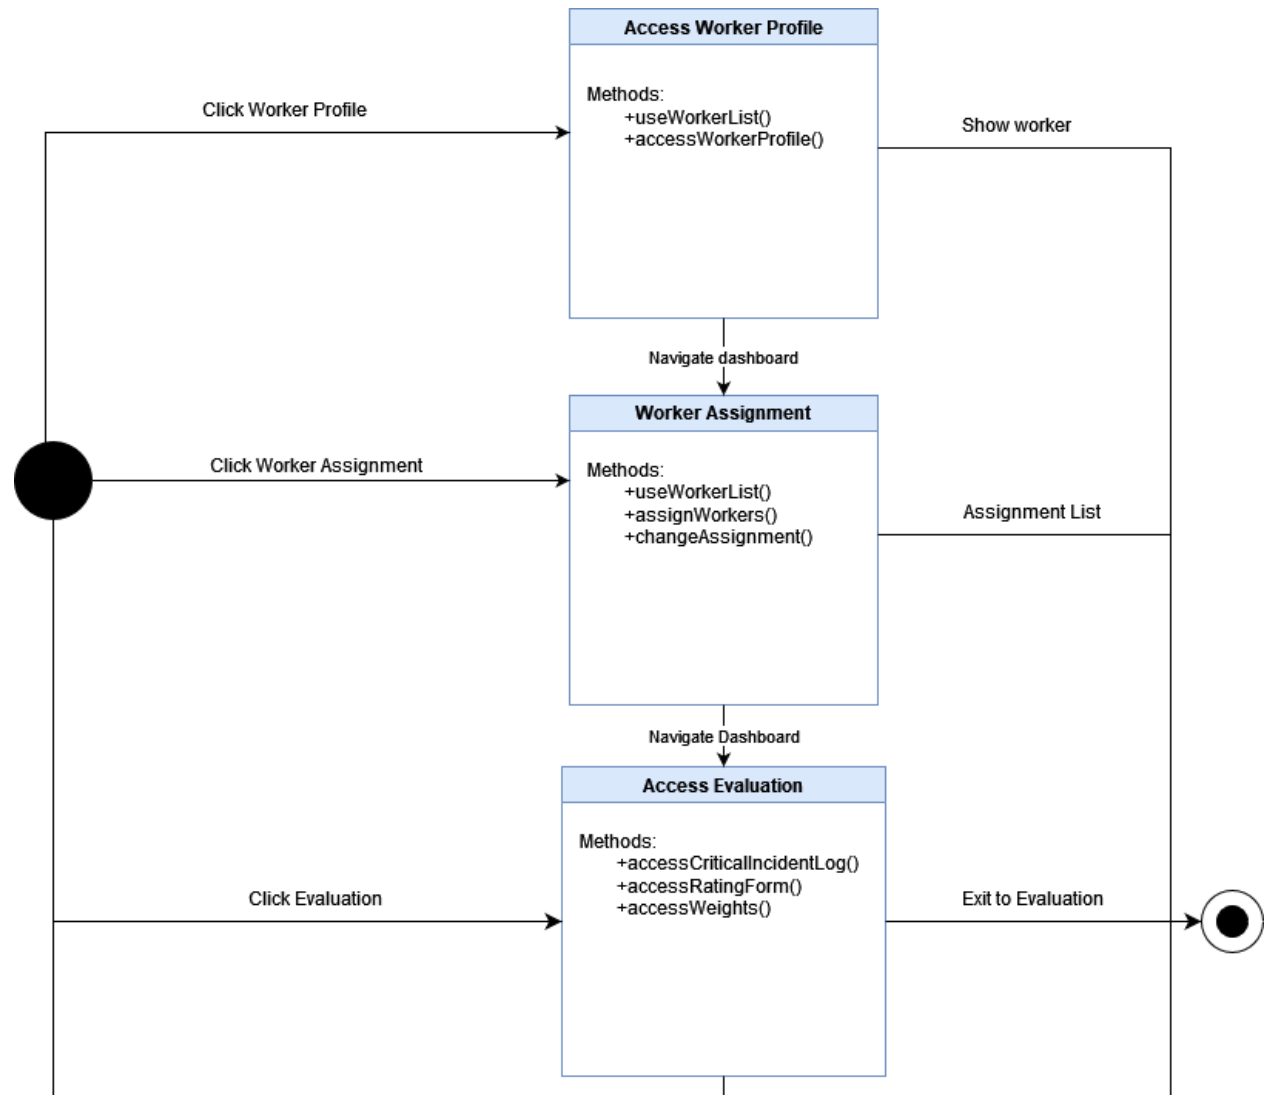 Access Worker Profile
Click Worker Profile
Methods:
+useWorkerList()
+accessWorkerProfile()
Show worker
Navigate dashboard
Worker Assignment
Click Worker Assignment
Methods:
+useWorkerList()
+assignWorkers()
+changeAssignment()
Assignment List
Navigate Dashboard
Access Evaluation
Click Evaluation
Methods:
+accessCriticalIncidentLog()
+accessRatingForm()
+accessWeights()
Exit to Evaluation